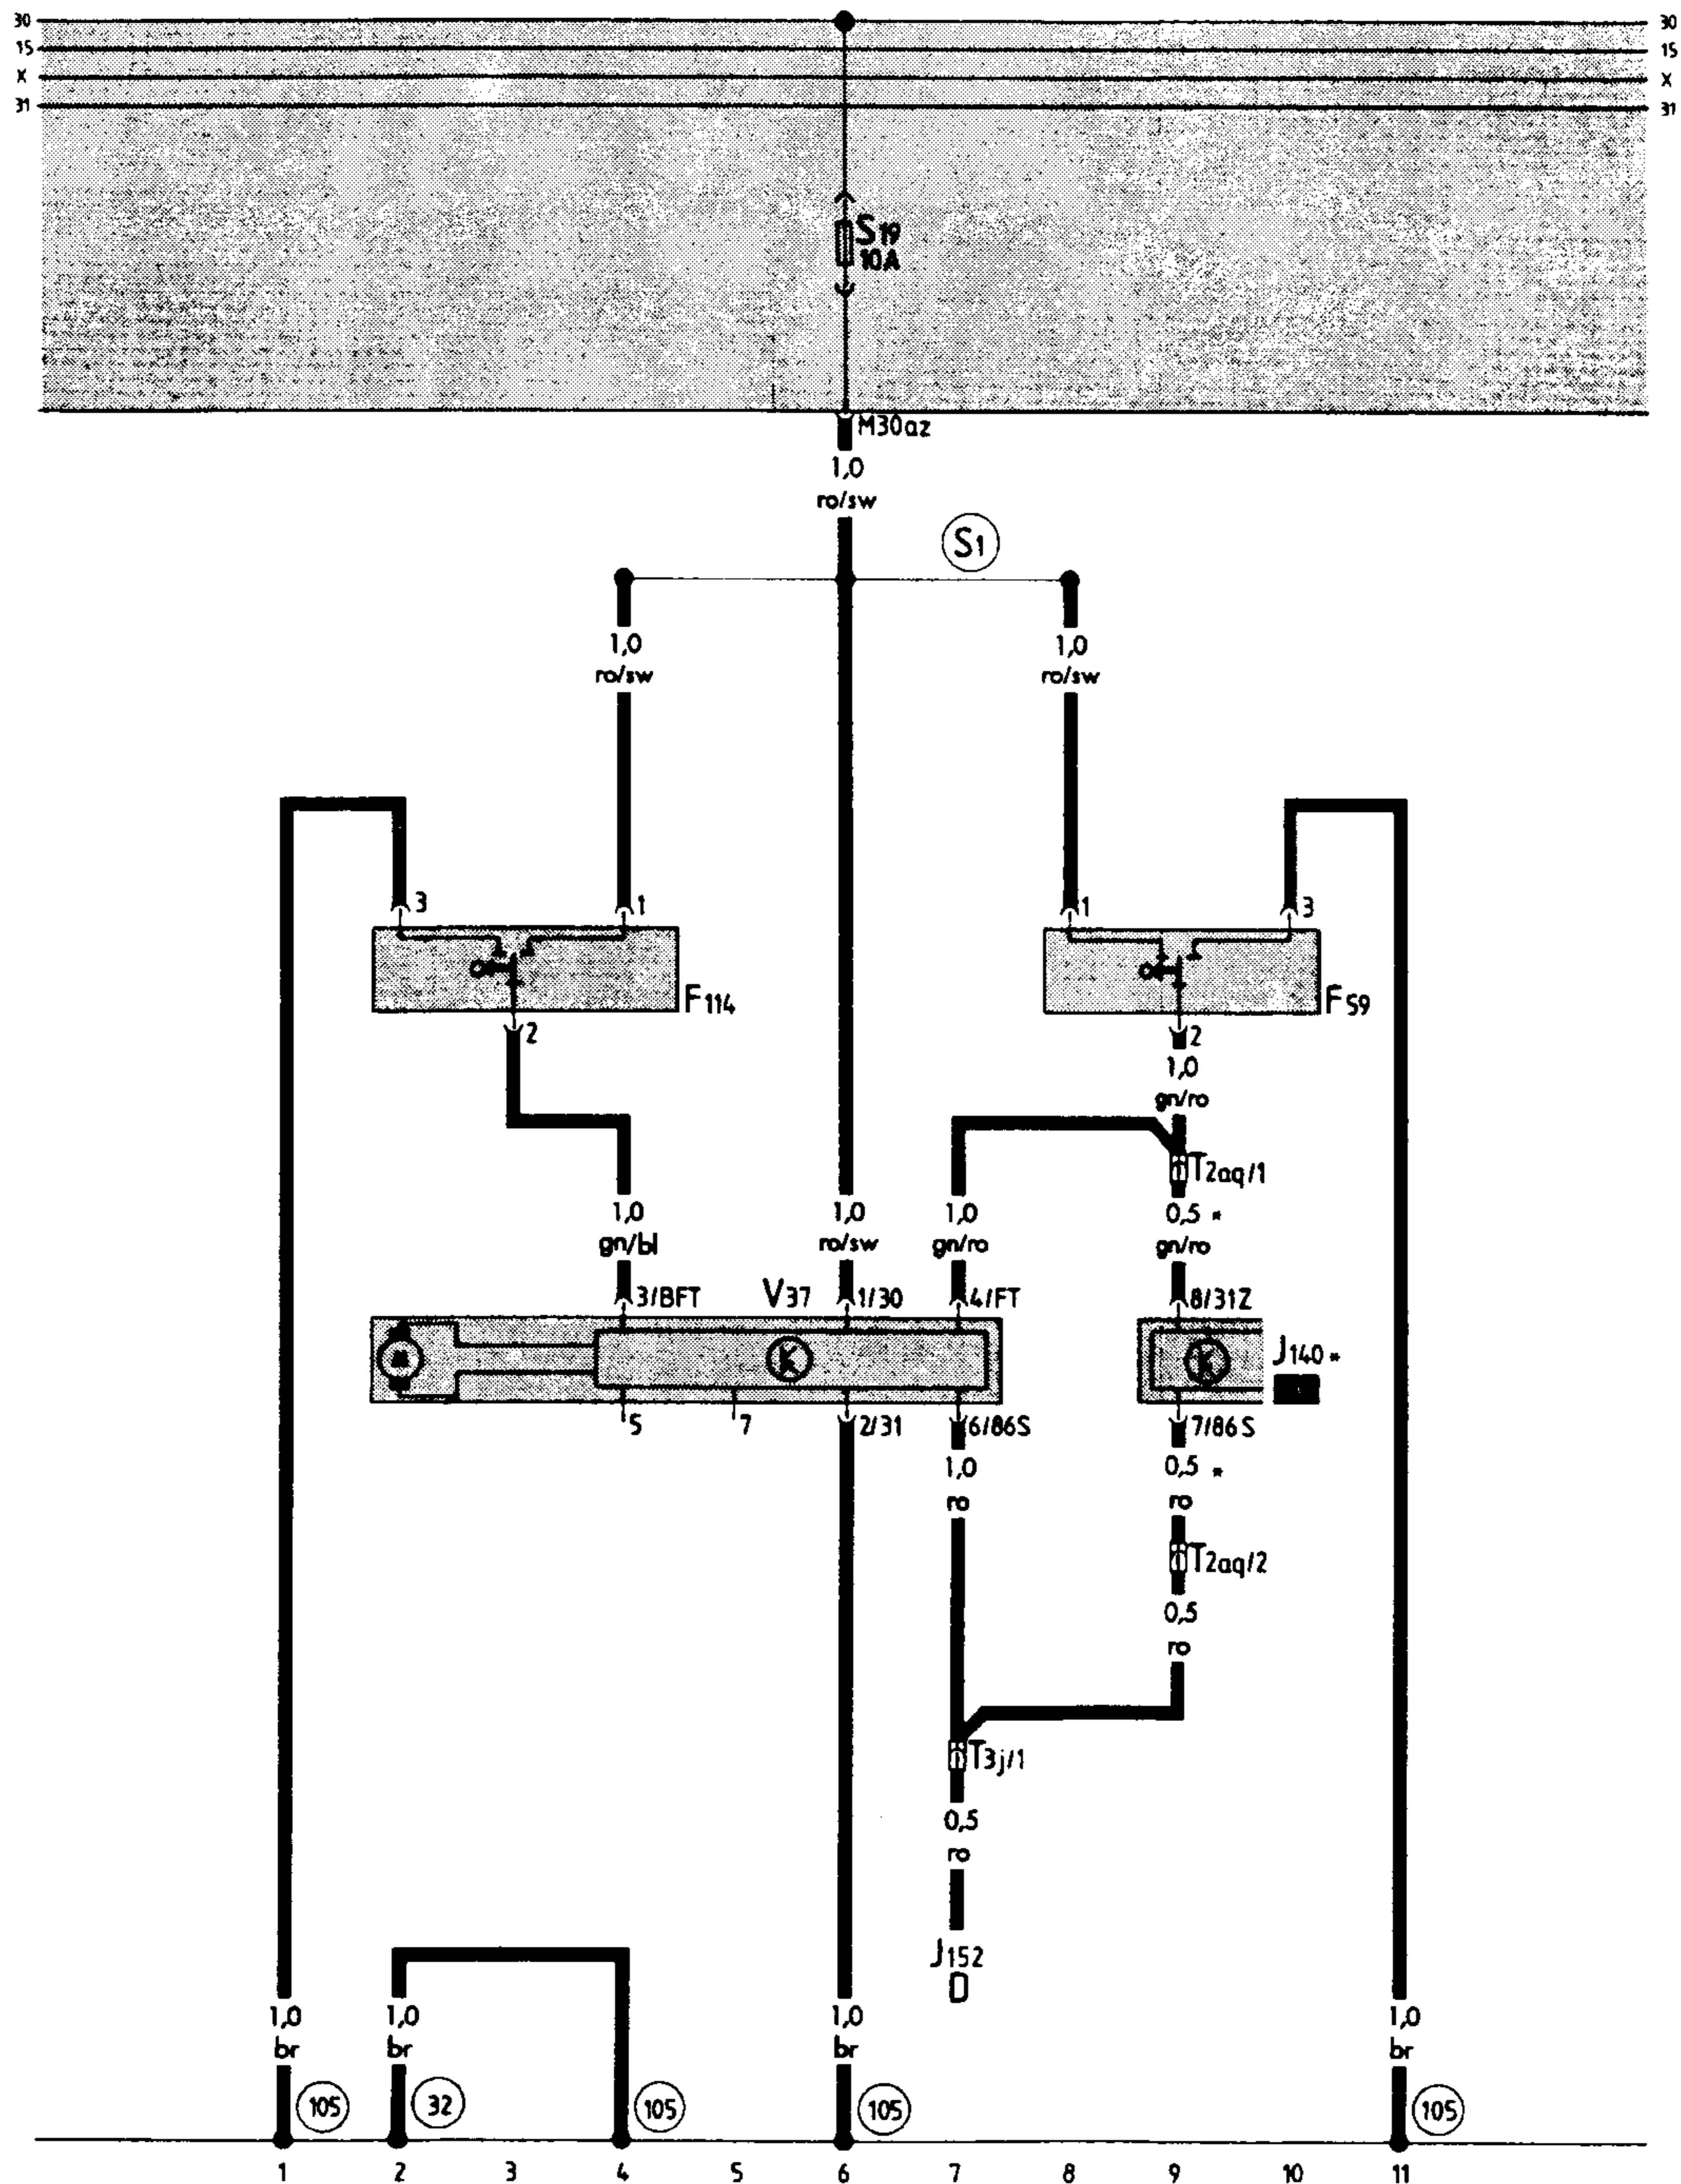 30 30
15 15
X X
31 31
S19
10A
M30az
1,0
ro/sw
S1
1,0 1,0
ro/sw ro/sw
3 1 1 3
F114 F59
2 2
1,0
gn/ro
T2aq/1
1,0 1,0 1,0 0,5 *
gn/bl ro/sw gn/ro gn/ro
3/BFT V37 1/30 4/FT 8/31Z
K K J140 *
5 7 2/31 6/86S 7/86S
1,0 0,5 *
ro ro
T2aq/2
0,5
ro
T3j/1
0,5
ro
J152
1,0 1,0 1,0 1,0
br br br br
105 32 105 105 105
1 2 3 4 5 6 7 8 9 10 11